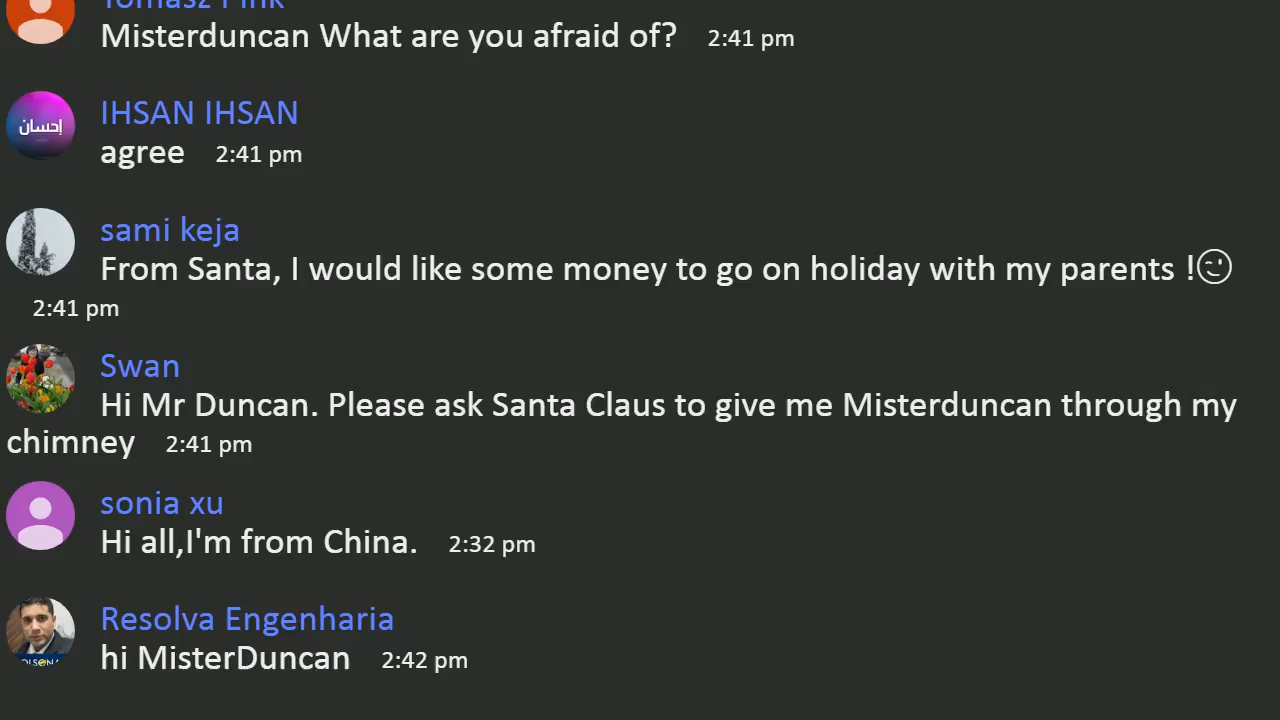 Tomasz Pink
Misterduncan What are you afraid of? 2:41 pm
إحسان
IHSAN IHSAN
agree 2:41 pm
sami keja
From Santa, I would like some money to go on holiday with my parents !😉
2:41 pm
Swan
Hi Mr Duncan. Please ask Santa Claus to give me Misterduncan through my
chimney 2:41 pm
sonia xu
Hi all,I'm from China. 2:32 pm
Resolva Engenharia
hi MisterDuncan 2:42 pm